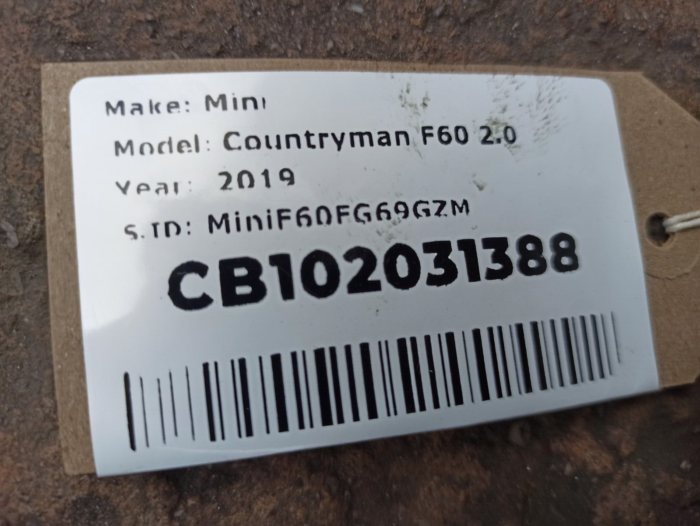 Make: Mini
Model: Countryman F60 2.0
Year: 2019
S.ID: MiniF60FG69GZM
CB102031388